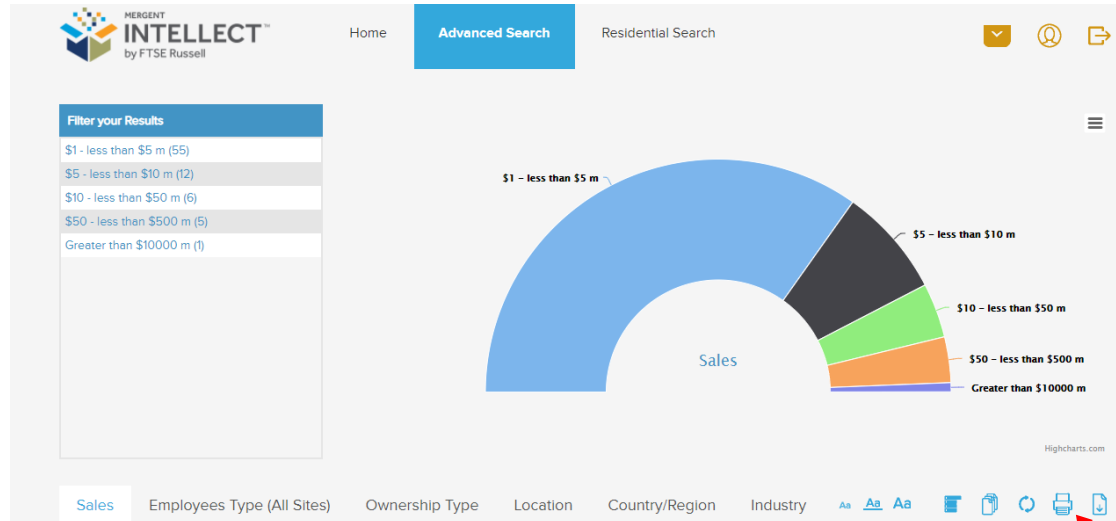 MERGENT
INTELLECT™
by FTSE Russell
Home
Advanced Search
Residential Search
Filter your Results
$1 - less than $5 m (55)
$5 - less than $10 m (12)
$10 - less than $50 m (6)
$50 - less than $500 m (5)
Greater than $10000 m (1)
$1 – less than $5 m
$5 – less than $10 m
$10 – less than $50 m
$50 – less than $500 m
Greater than $10000 m
Sales
Highcharts.com
Sales
Employees Type (All Sites)
Ownership Type
Location
Country/Region
Industry
Aa Aa Aa